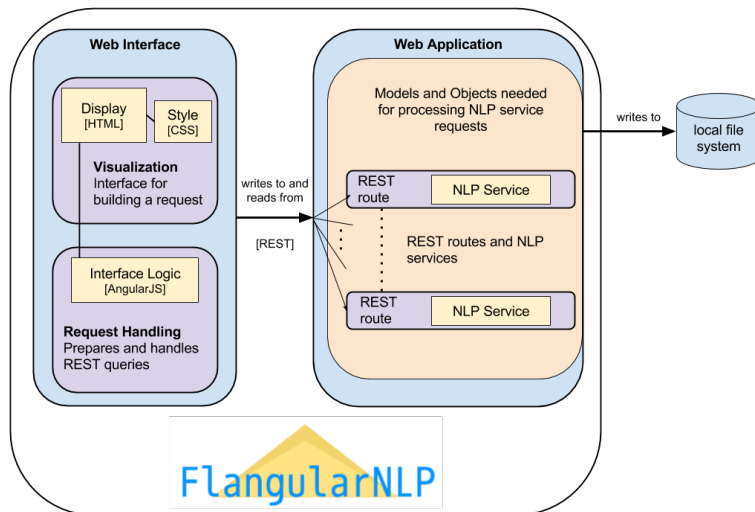 Web Interface
Display
[HTML]
Style
[CSS]
Visualization
Interface for
building a request
Interface Logic
[AngularJS]
Request Handling
Prepares and handles
REST queries
writes to and
reads from
[REST]
Web Application
Models and Objects needed
for processing NLP service
requests
REST
route
NLP Service
REST routes and NLP
services
REST
route
NLP Service
writes to
local file
system
FlangularNLP